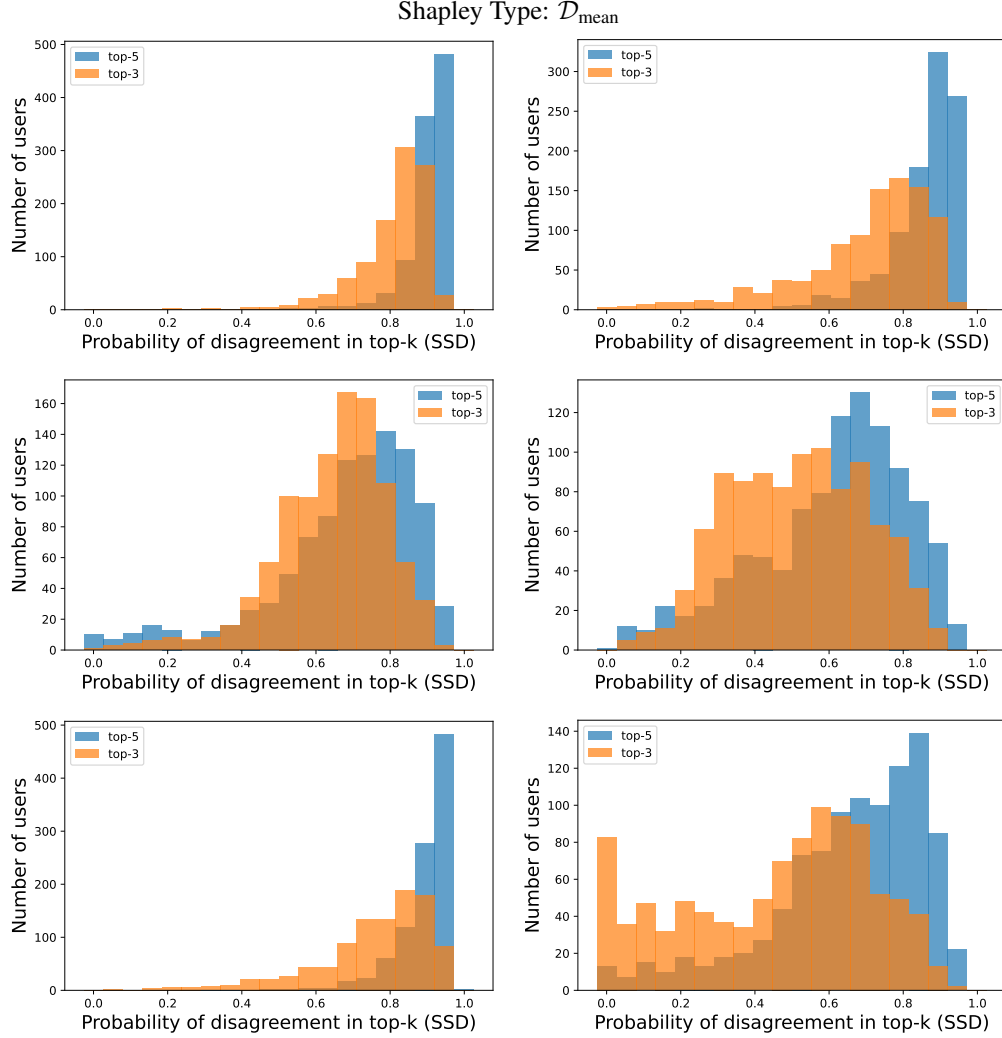 Shapley Type: 𝒟mean
500
400
300
200
100
0
Number of users
top-5
top-3
0.0 0.2 0.4 0.6 0.8 1.0
Probability of disagreement in top-k (SSD)
300
250
200
150
100
50
0
Number of users
top-5
top-3
0.0 0.2 0.4 0.6 0.8 1.0
Probability of disagreement in top-k (SSD)
160
140
120
100
80
60
40
20
0
Number of users
top-5
top-3
0.0 0.2 0.4 0.6 0.8 1.0
Probability of disagreement in top-k (SSD)
120
100
80
60
40
20
0
Number of users
top-5
top-3
0.0 0.2 0.4 0.6 0.8 1.0
Probability of disagreement in top-k (SSD)
500
400
300
200
100
0
Number of users
top-5
top-3
0.0 0.2 0.4 0.6 0.8 1.0
Probability of disagreement in top-k (SSD)
140
120
100
80
60
40
20
0
Number of users
top-5
top-3
0.0 0.2 0.4 0.6 0.8 1.0
Probability of disagreement in top-k (SSD)